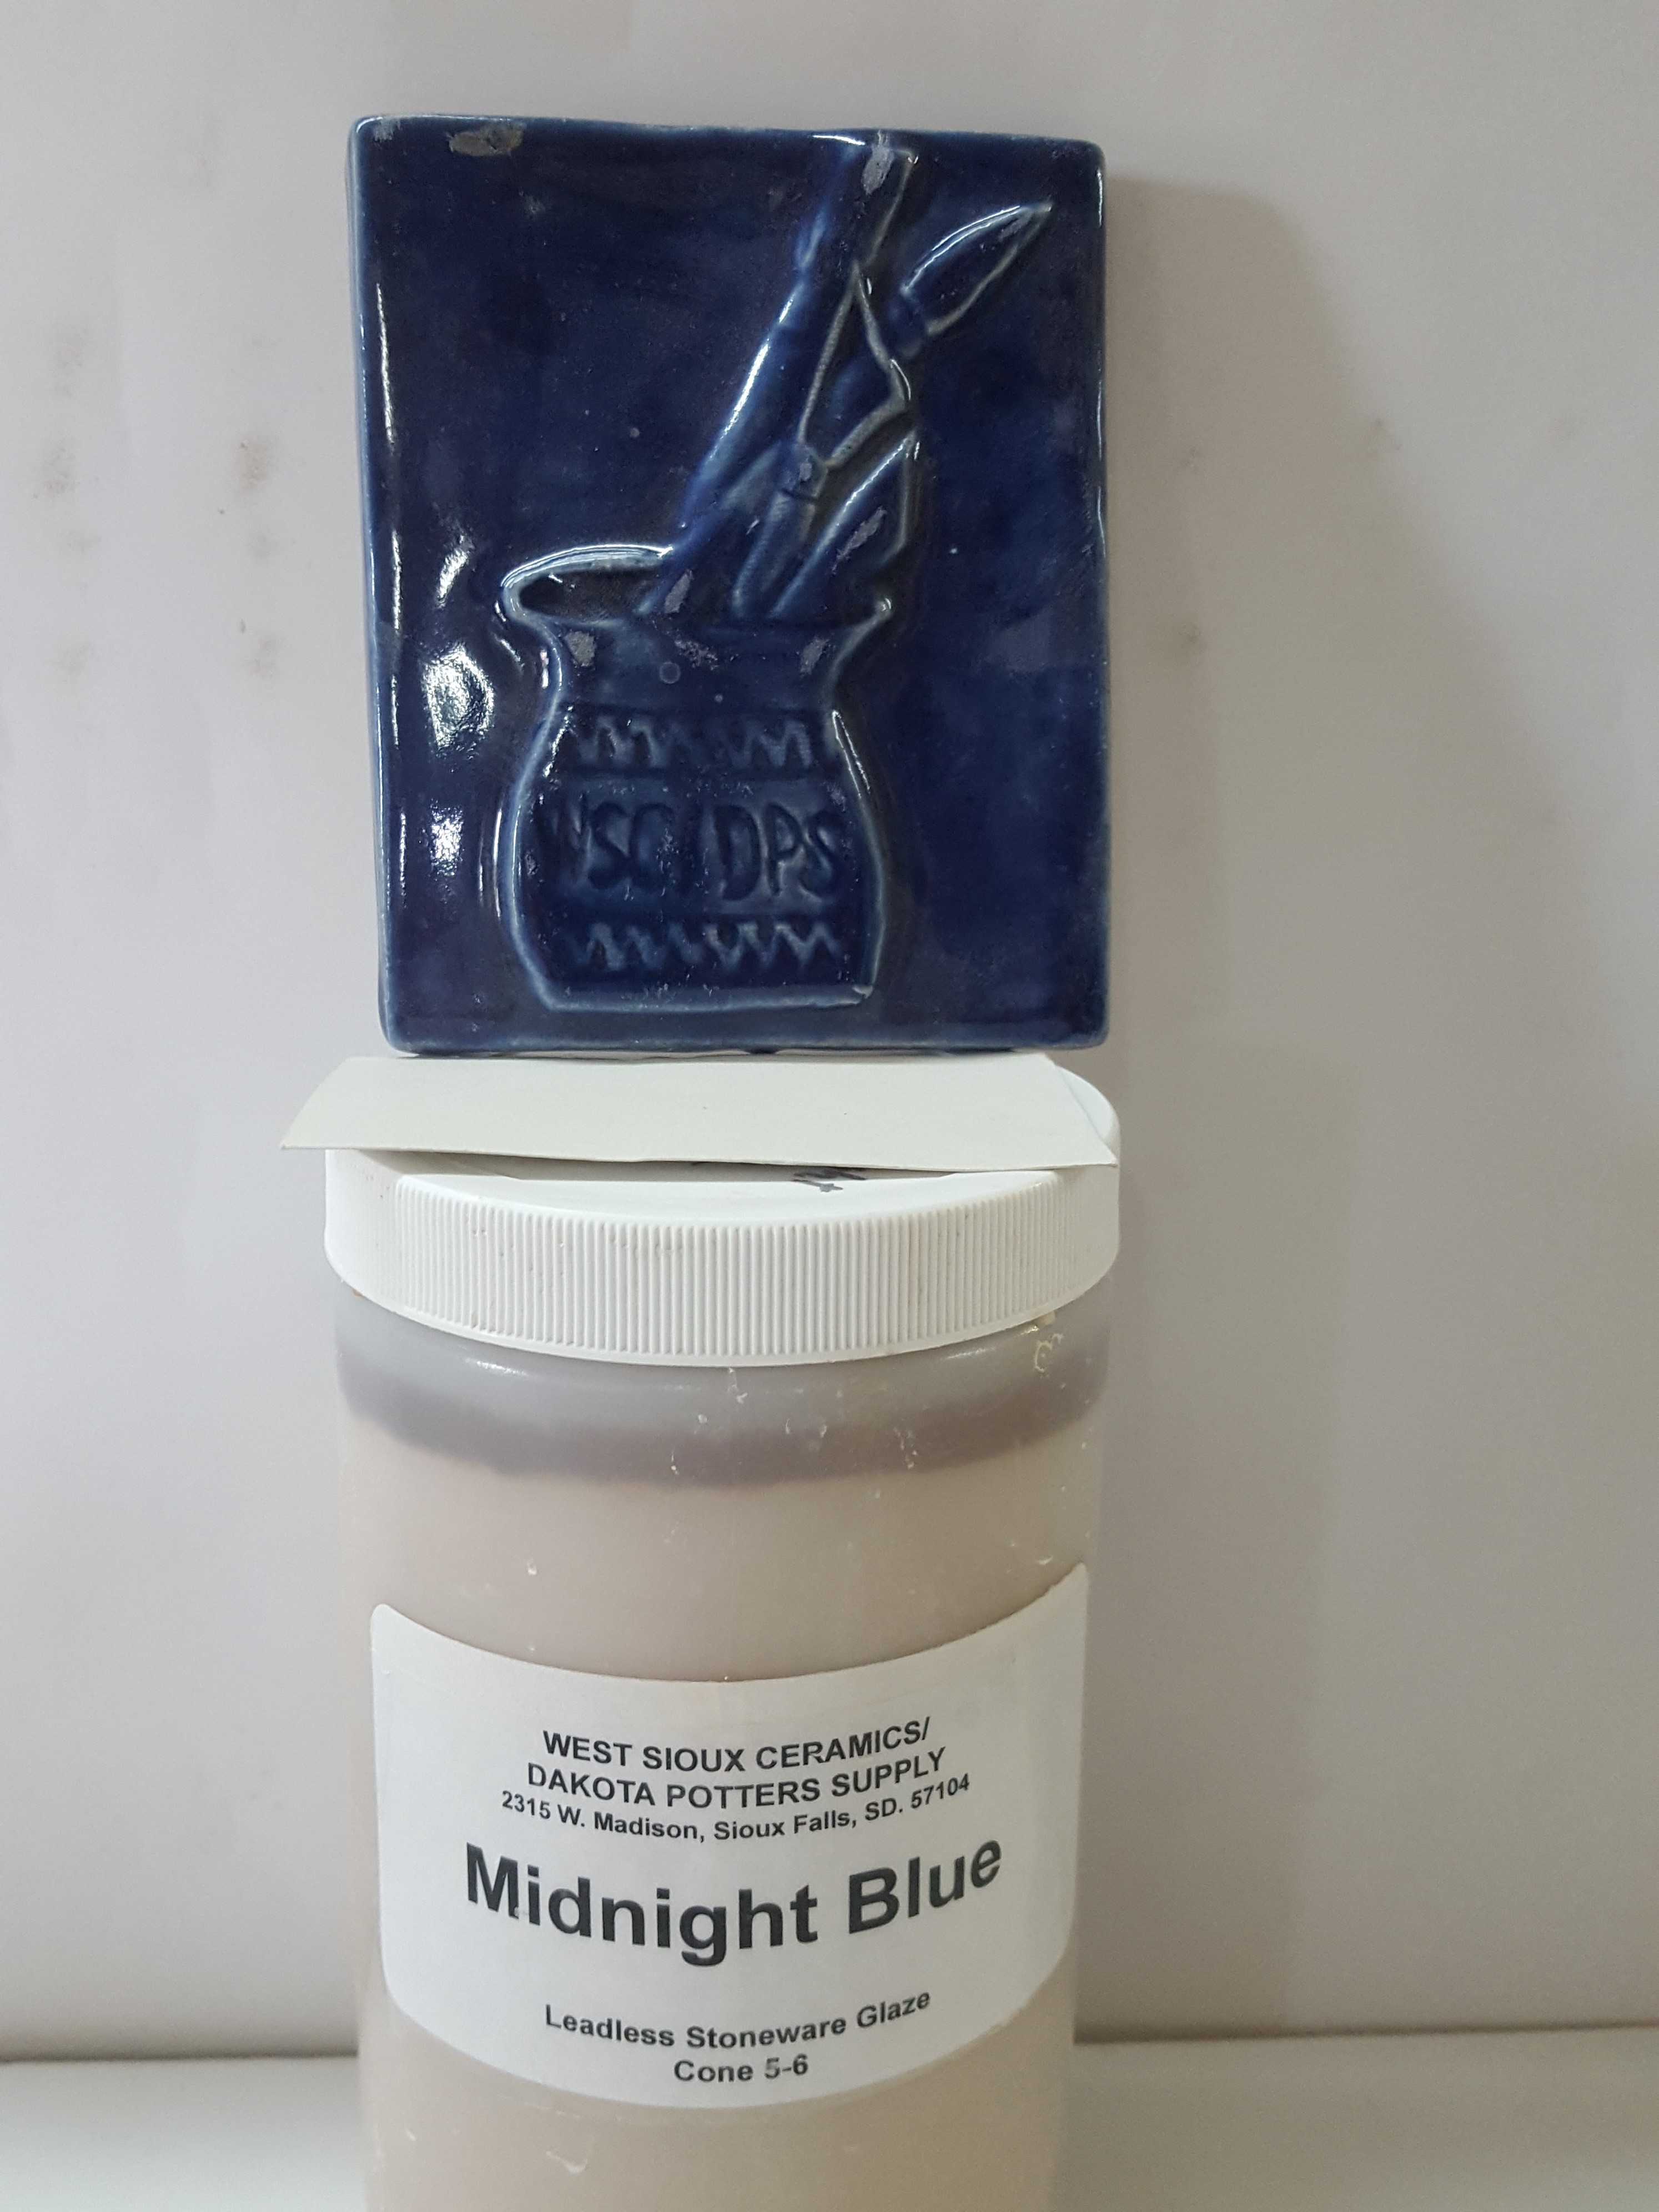 WSC/DPS
WEST SIOUX CERAMICS/
DAKOTA POTTERS SUPPLY
2315 W. Madison, Sioux Falls, SD. 57104
Midnight Blue
Leadless Stoneware Glaze
Cone 5-6